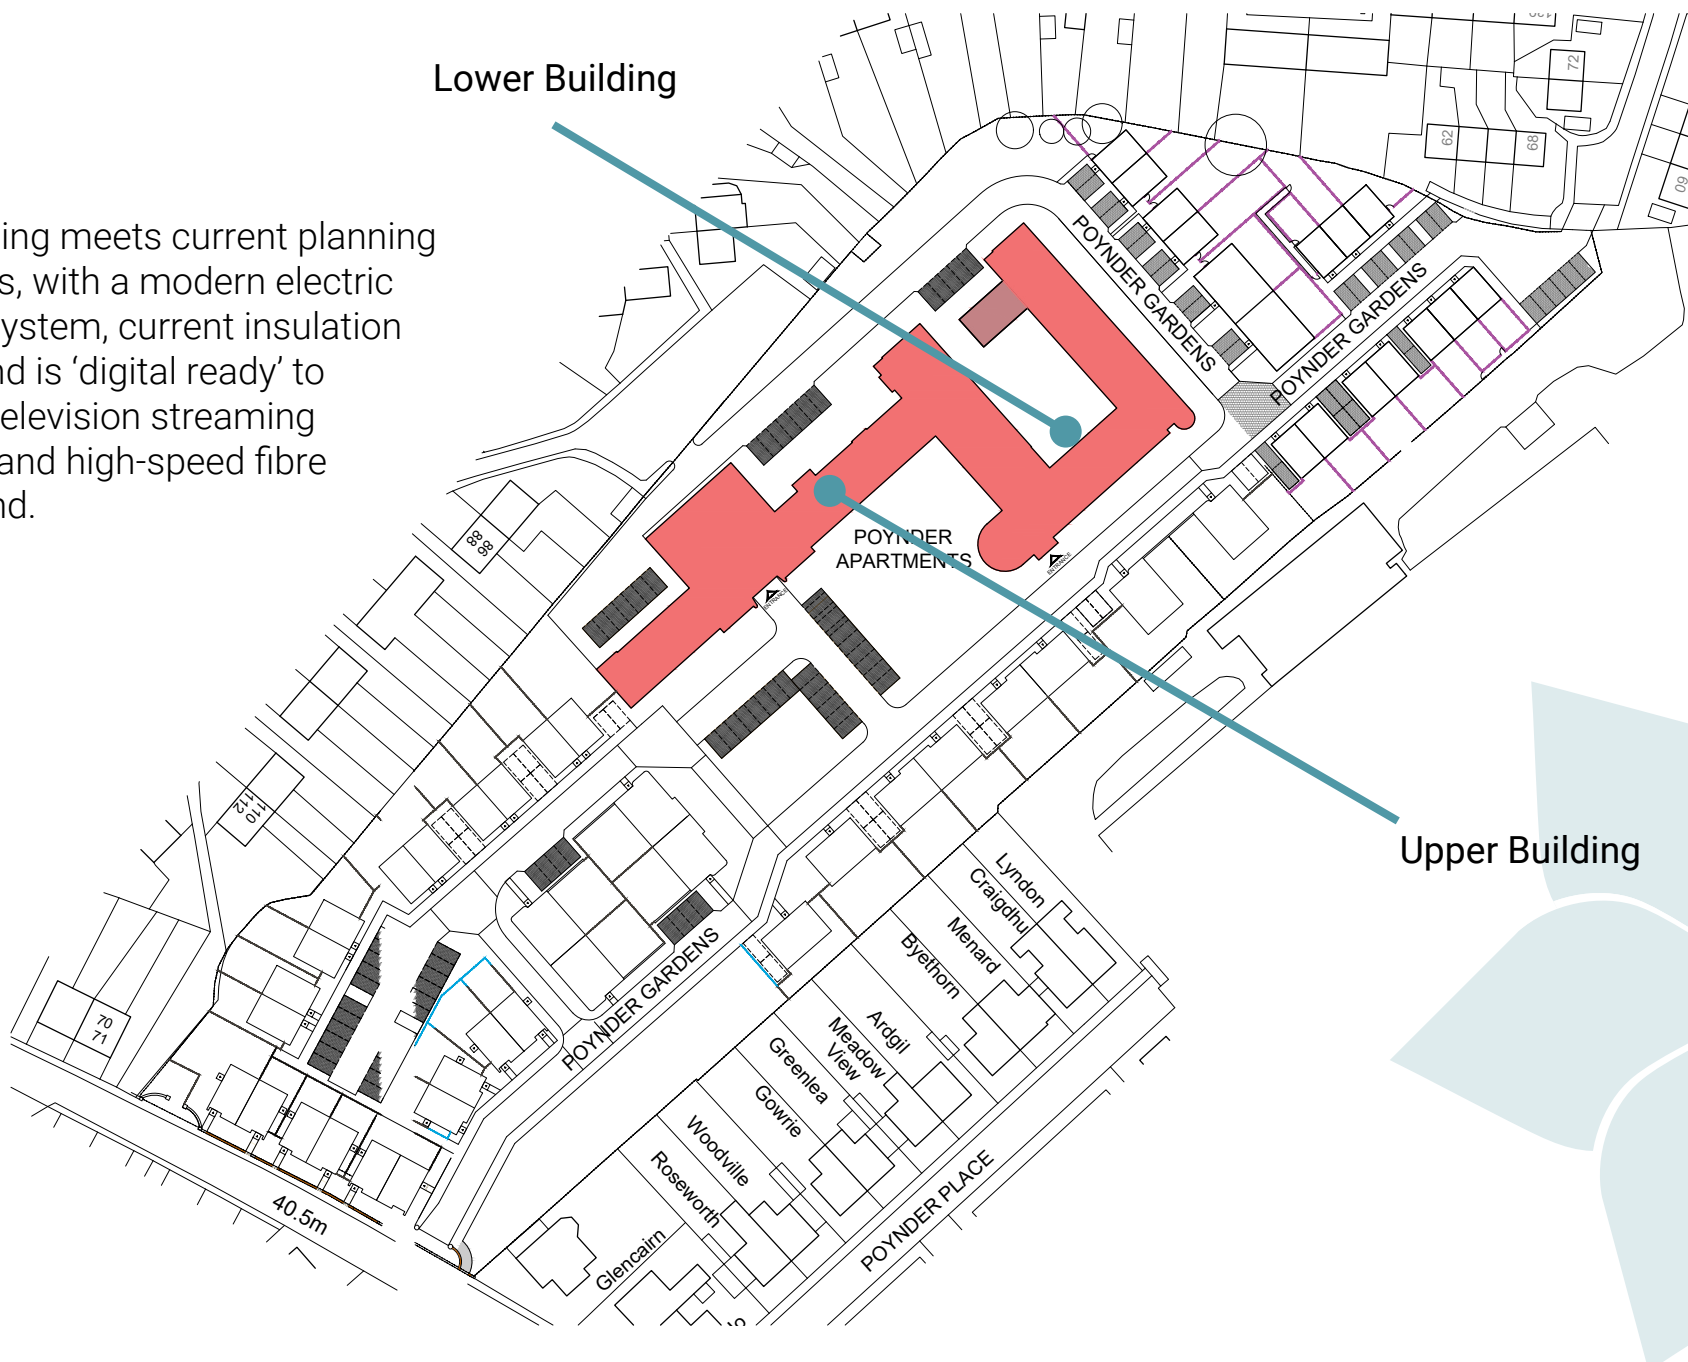 Lower Building
ing meets current planning
s, with a modern electric
ystem, current insulation
nd is ‘digital ready’ to
elevision streaming
and high-speed fibre
nd.
72
62
68
60
POYNDER GARDENS
POYNDER GARDENS
POYNDER
APARTMENTS
ENTRANCE
ENTRANCE
88
86
110
112
Upper Building
Lyndon
Craigdhu
Menard
Byethorn
Ardgil
Meadow
View
Greenlea
Gowrie
Woodville
Roseworth
Glencairn
POYNDER GARDENS
POYNDER PLACE
70
71
40.5m